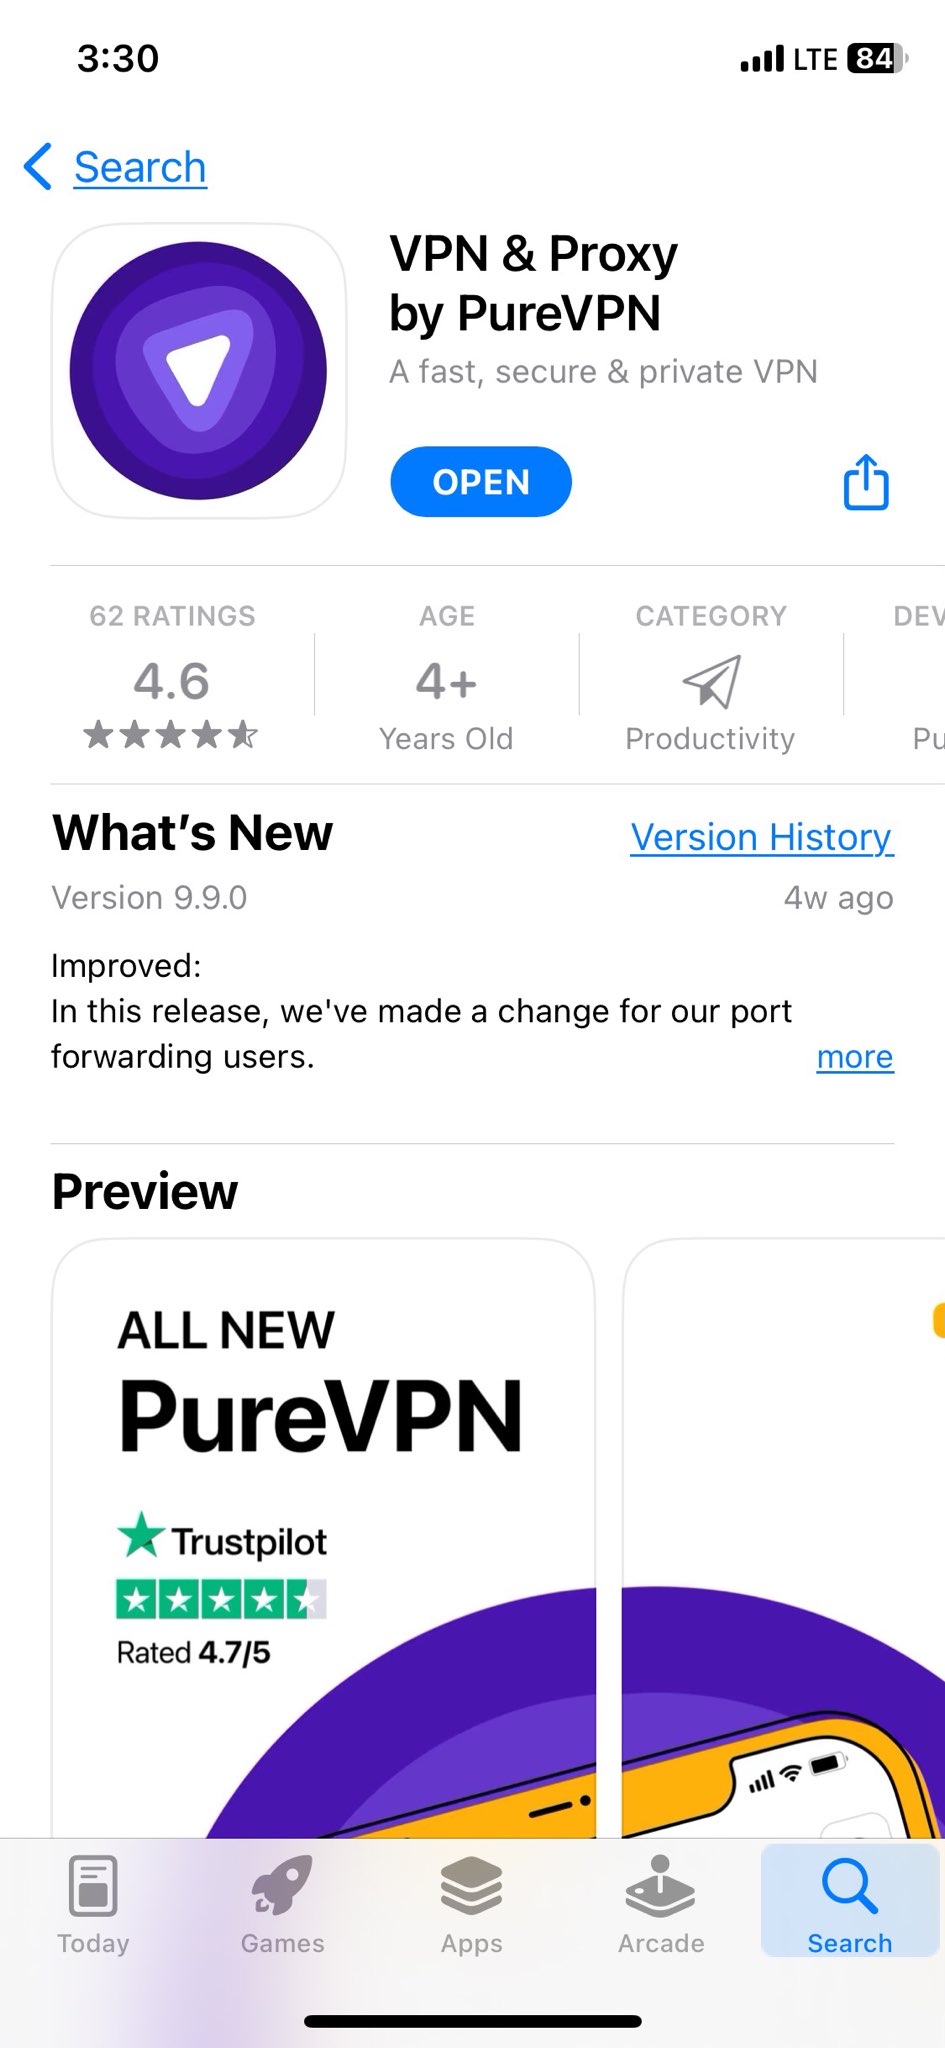 3:30
LTE 84
Search
VPN & Proxy
by PureVPN
A fast, secure & private VPN
OPEN
62 RATINGS
4.6
AGE
4+
Years Old
CATEGORY
Productivity
DEV
Pu
What's New
Version History
Version 9.9.0
4w ago
Improved:
In this release, we've made a change for our port
forwarding users.
more
Preview
ALL NEW
PureVPN
Trustpilot
Rated 4.7/5
Today
Games
Apps
Arcade
Search